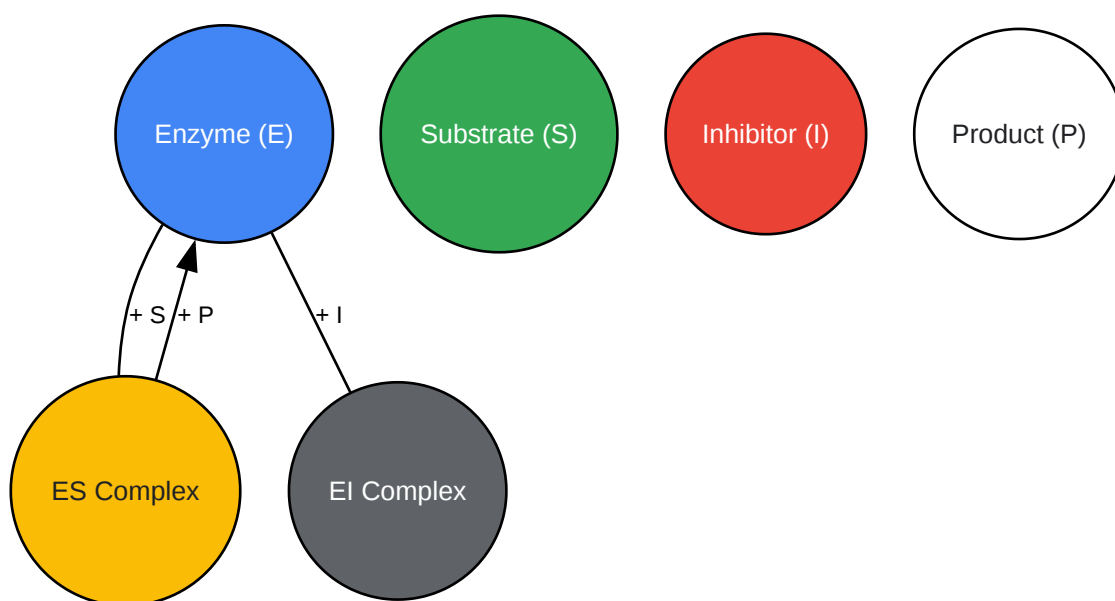 Enzyme (E)
Substrate (S)
Inhibitor (I)
Product (P)
+ S
+ P
+ I
ES Complex
EI Complex